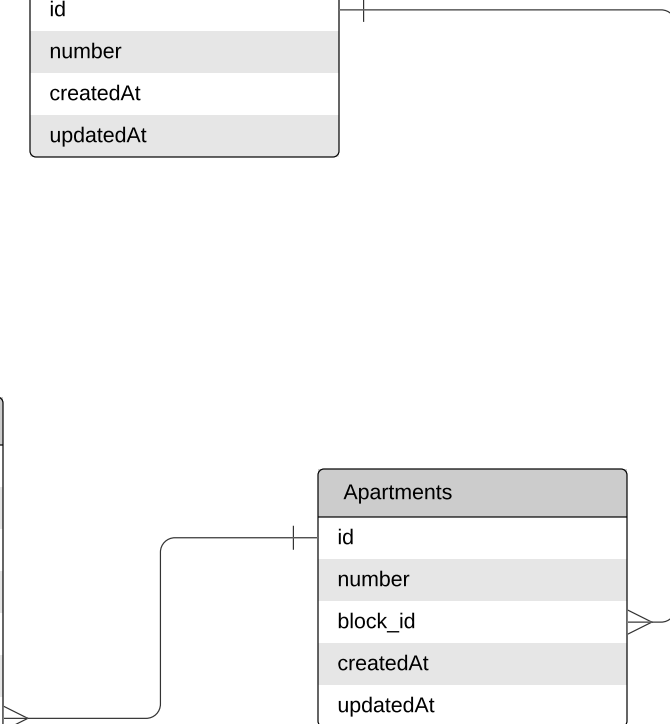 id
number
createdAt
updatedAt
Apartments
id
number
block_id
createdAt
updatedAt